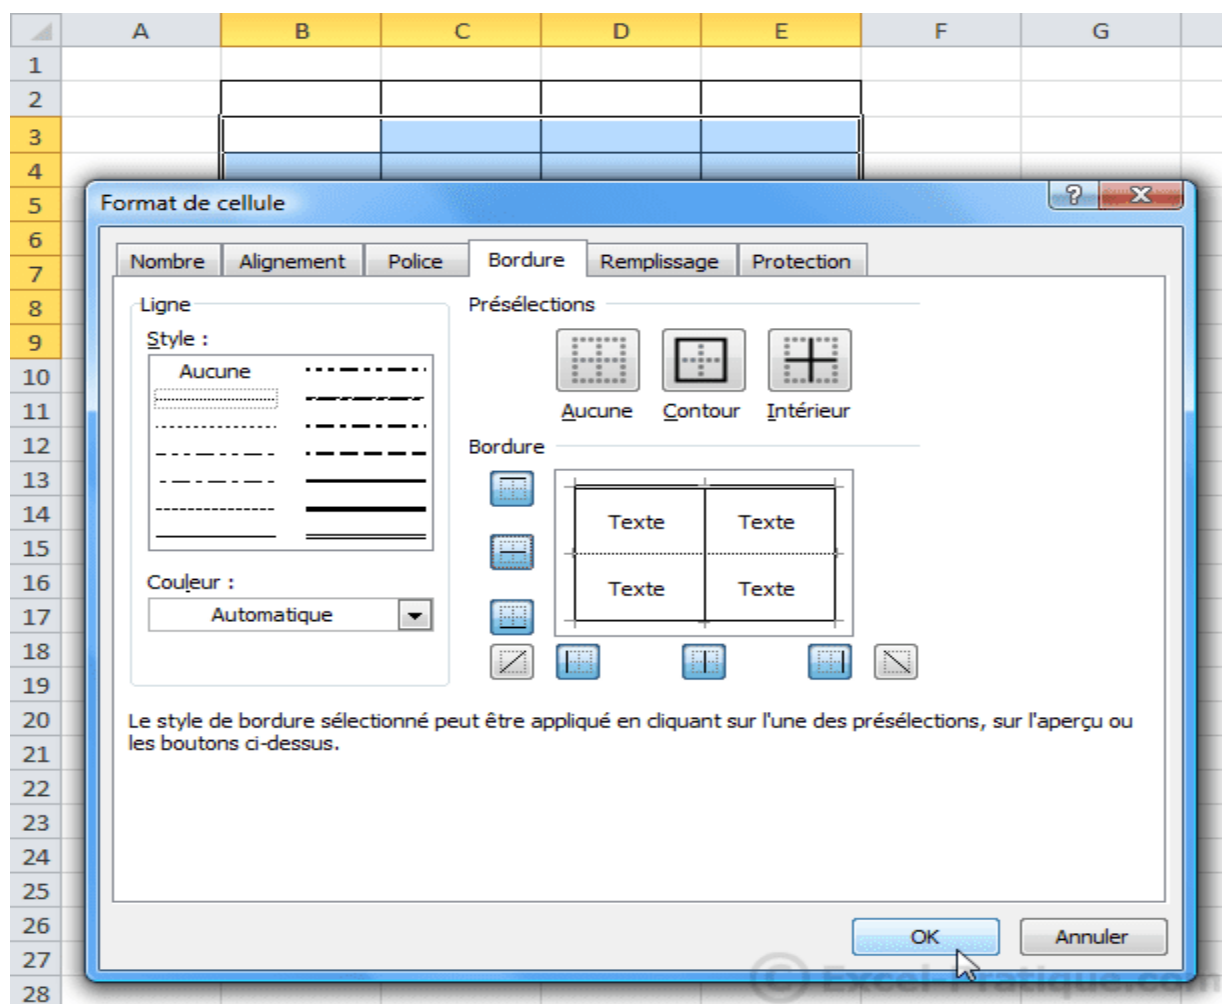 A B C D E F G
1
2
3
4
5
6
7
8
9
10
11
12
13
14
15
16
17
18
19
20
21
22
23
24
25
26
27
28
Format de cellule
Nombre Alignement Police Bordure Remplissage Protection
Ligne
Style :
Aucune
Couleur :
Automatique
Présélections
Aucune Contour Intérieur
Bordure
Texte Texte
Texte Texte
Le style de bordure sélectionné peut être appliqué en cliquant sur l'une des présélections, sur l'aperçu ou
les boutons ci-dessus.
OK Annuler
© Excel-Pratique.com